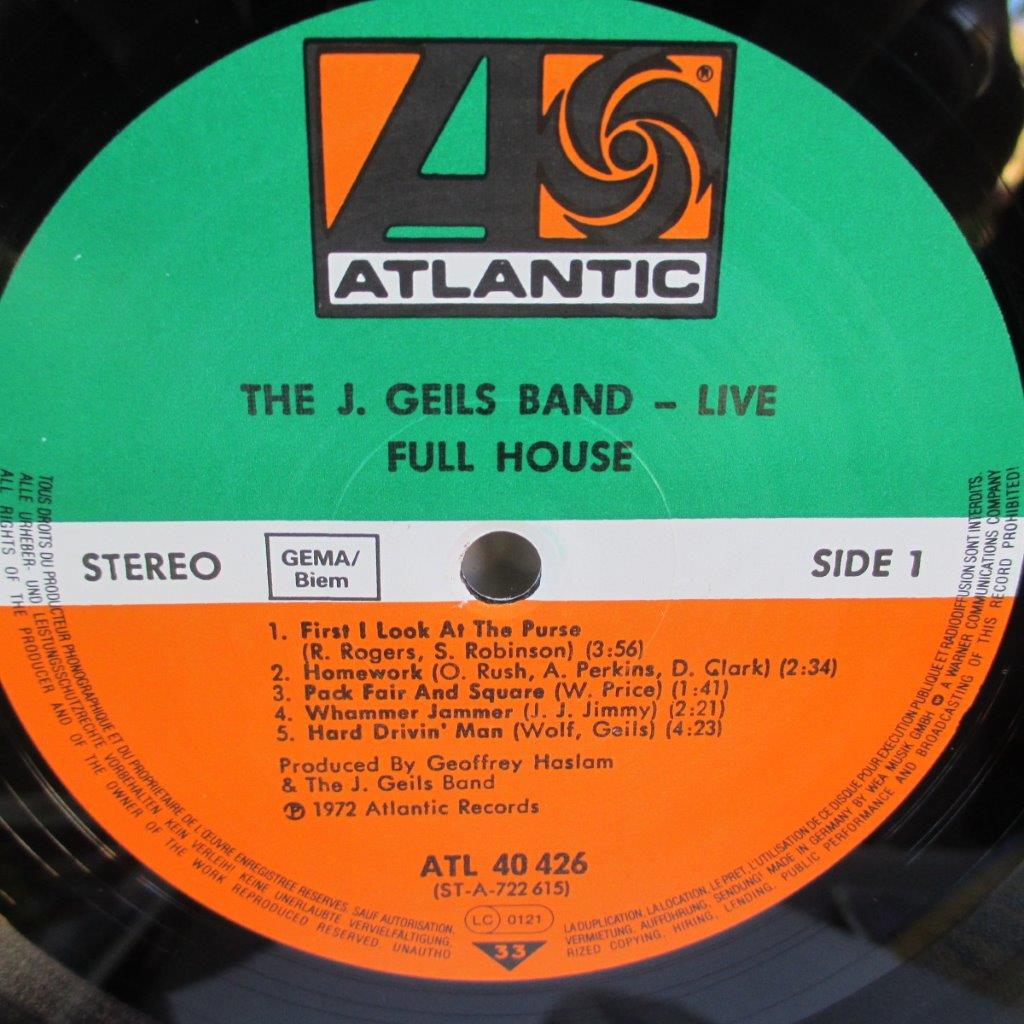 ®
ATLANTIC
THE J. GEILS BAND – LIVE
FULL HOUSE
STEREO
GEMA/
Biem
SIDE 1
1. First I Look At The Purse
(R. Rogers, S. Robinson) (3:56)
2. Homework (O. Rush, A. Perkins, D. Clark) (2:34)
3. Pack Fair And Square (W. Price) (1:41)
4. Whammer Jammer (J. J. Jimmy) (2:21)
5. Hard Drivin' Man (Wolf, Geils) (4:23)
Produced By Geoffrey Haslam
& The J. Geils Band
℗ 1972 Atlantic Records
ATL 40 426
(ST-A-722 615)
LC 0121
33
TOUS DROITS DU PRODUCTEUR PHONOGRAPHIQUE ET DU PROPRIETAIRE DE L'ŒUVRE ENREGISTREE RESERVES. SAUF AUTORISATION, LA DUPLICATION, LA LOCATION, LE PRET, L'UTILISATION DE CE DISQUE POUR EXECUTION PUBLIQUE ET RADIODIFFUSION SONT INTERDITS.
ALLE URHEBER- UND LEISTUNGSSCHUTZRECHTE VORBEHALTEN. KEIN VERLEIH! KEINE UNERLAUBTE VERVIELFÄLTIGUNG, VERMIETUNG, AUFFÜHRUNG, SENDUNG! MADE IN GERMANY BY WEA MUSIK GMBH A WARNER COMMUNICATIONS COMPANY
ALL RIGHTS OF THE PRODUCER AND OF THE OWNER OF THE WORK REPRODUCED RESERVED UNAUTHORIZED COPYING, HIRING, LENDING, PUBLIC PERFORMANCE AND BROADCASTING OF THIS RECORD PROHIBITED!